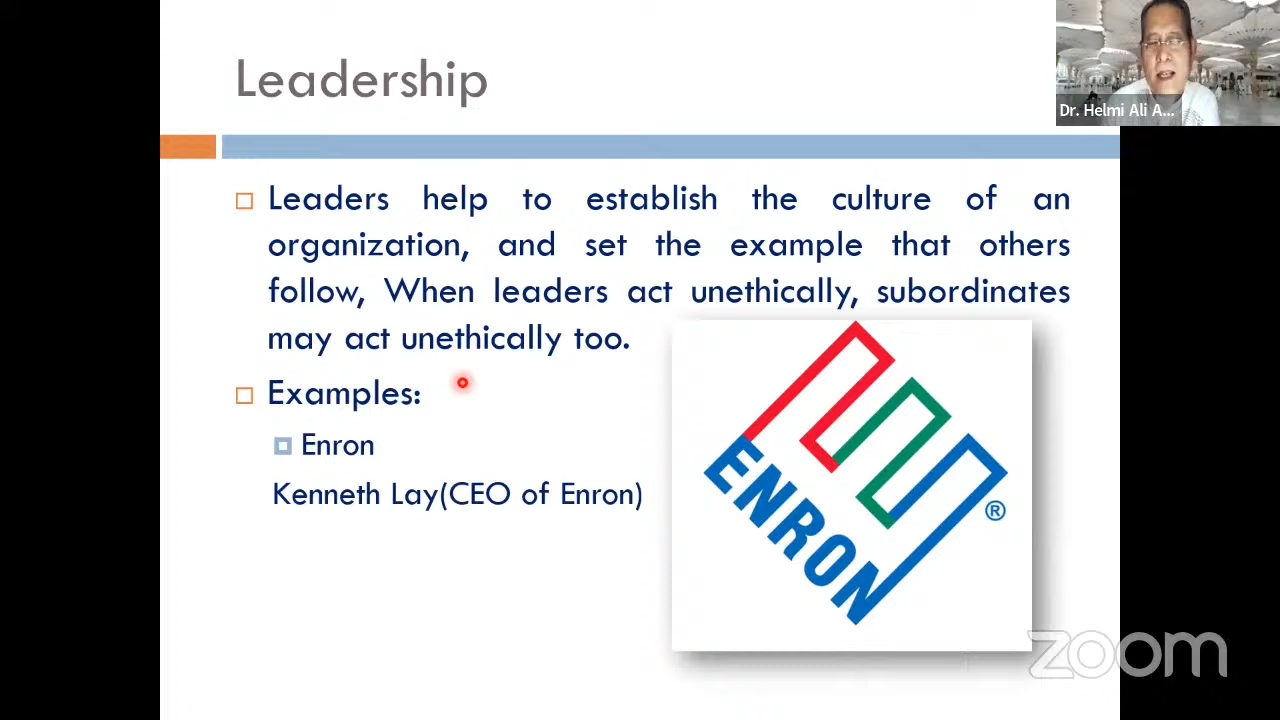 Leadership
Dr. Helmi Ali A...
Leaders help to establish the culture of an
organization, and set the example that others
follow, When leaders act unethically, subordinates
may act unethically too.
Examples:
Enron
Kenneth Lay(CEO of Enron)
ENRON
®
zoom